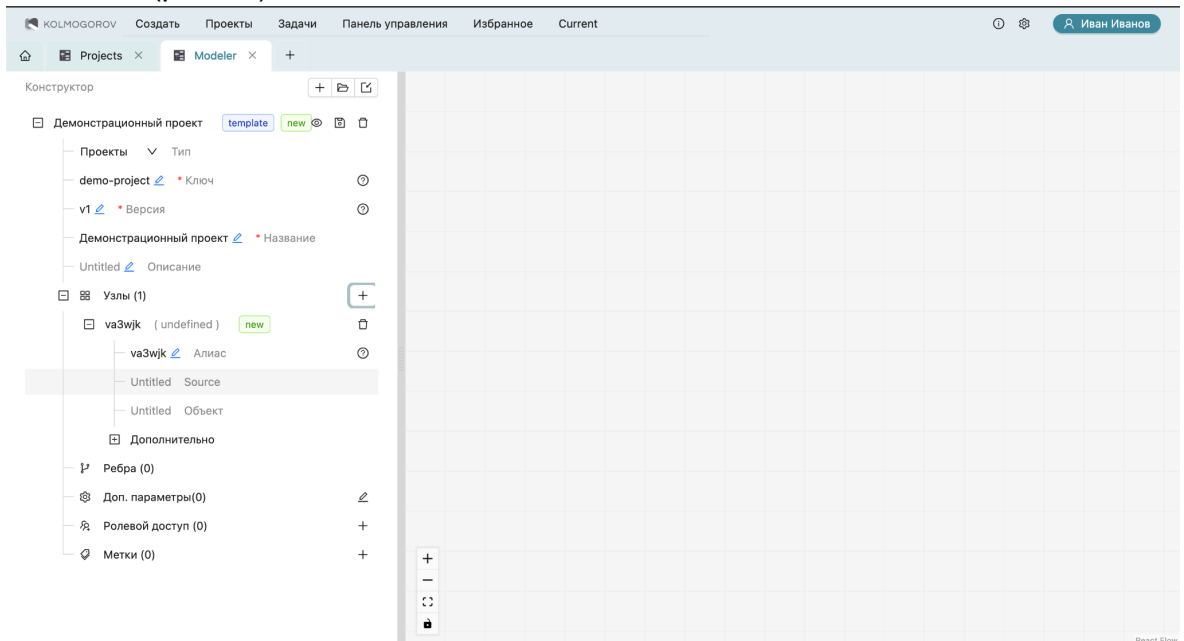 KOLMOGOROV Создать Проекты Задачи Панель управления Избранное Current Иван Иванов
Projects Modeler
Конструктор
Демонстрационный проект template new
Проекты Тип
demo-project * Ключ
v1 * Версия
Демонстрационный проект * Название
Untitled Описание
Узлы (1)
va3wjk ( undefined ) new
va3wjk Алиас
Untitled Source
Untitled Объект
Дополнительно
Ребра (0)
Доп. параметры(0)
Ролевой доступ (0)
Метки (0)
React Flow